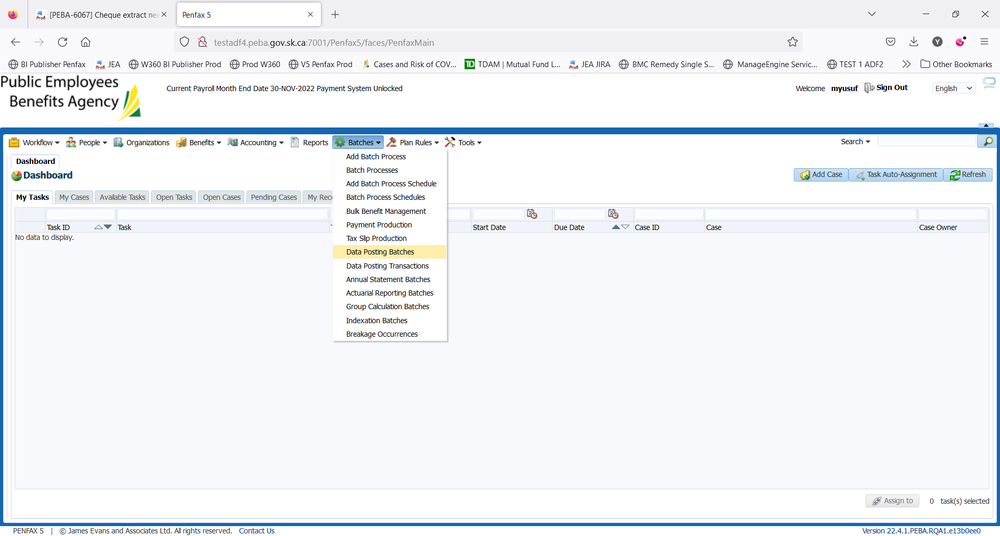 [PEBA-6067] Cheque extract nee
Penfax 5
testadf4.peba.gov.sk.ca:7001/Penfax5/faces/PenfaxMain
Y
BI Publisher Penfax JEA W360 BI Publisher Prod Prod W360 V5 Penfax Prod Cases and Risk of COV... TD TDAM | Mutual Fund L... JEA JIRA BMC Remedy Single S... ManageEngine Servic... TEST 1 ADF2 Other Bookmarks
Public Employees
Benefits Agency
Current Payroll Month End Date 30-NOV-2022 Payment System Unlocked
Welcome myusuf Sign Out English
Workflow People Organizations Benefits Accounting Reports Batches Plan Rules Tools Search
Add Batch Process
Batch Processes
Add Batch Process Schedule
Batch Process Schedules
Bulk Benefit Management
Payment Production
Tax Slip Production
Data Posting Batches
Data Posting Transactions
Annual Statement Batches
Actuarial Reporting Batches
Group Calculation Batches
Indexation Batches
Breakage Occurrences
Dashboard
Dashboard
Add Case Task Auto-Assignment Refresh
My Tasks My Cases Available Tasks Open Tasks Open Cases Pending Cases My Reco
Task ID Task Start Date Due Date Case ID Case Case Owner
No data to display.
Assign to 0 task(s) selected
PENFAX 5 | © James Evans and Associates Ltd. All rights reserved. Contact Us
Version 22.4.1.PEBA.RQA1.e13b0ee0